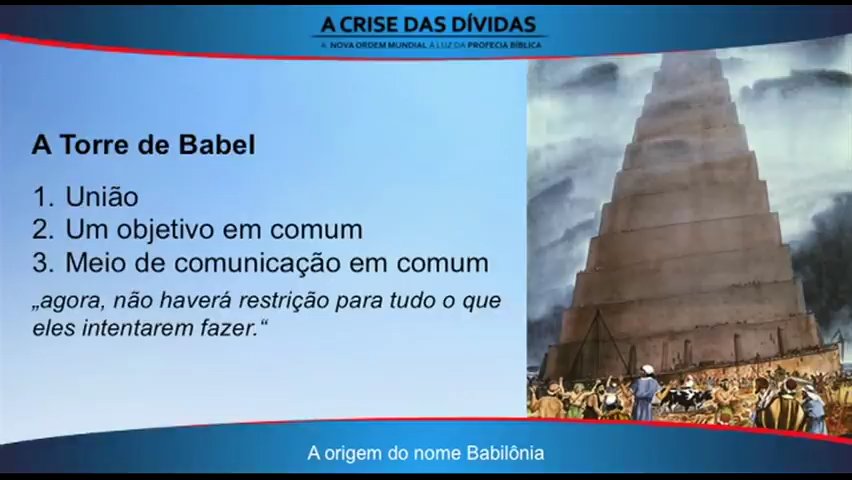 A CRISE DAS DÍVIDAS
A NOVA ORDEM MUNDIAL À LUZ DA PROFECIA BÍBLICA
A Torre de Babel
1. União
2. Um objetivo em comum
3. Meio de comunicação em comum
„agora, não haverá restrição para tudo o que
eles intentarem fazer.“
A origem do nome Babilônia